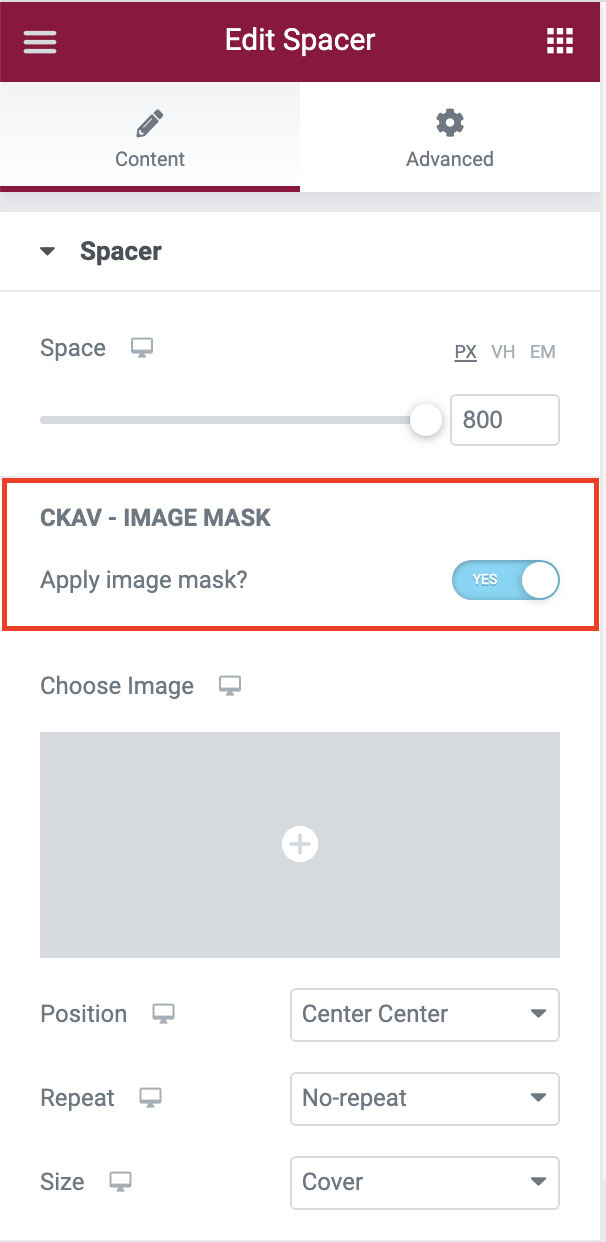 Edit Spacer
Content
Advanced
Spacer
Space
PX VH EM
800
CKAV - IMAGE MASK
Apply image mask?
YES
Choose Image
Position
Center Center
Repeat
No-repeat
Size
Cover